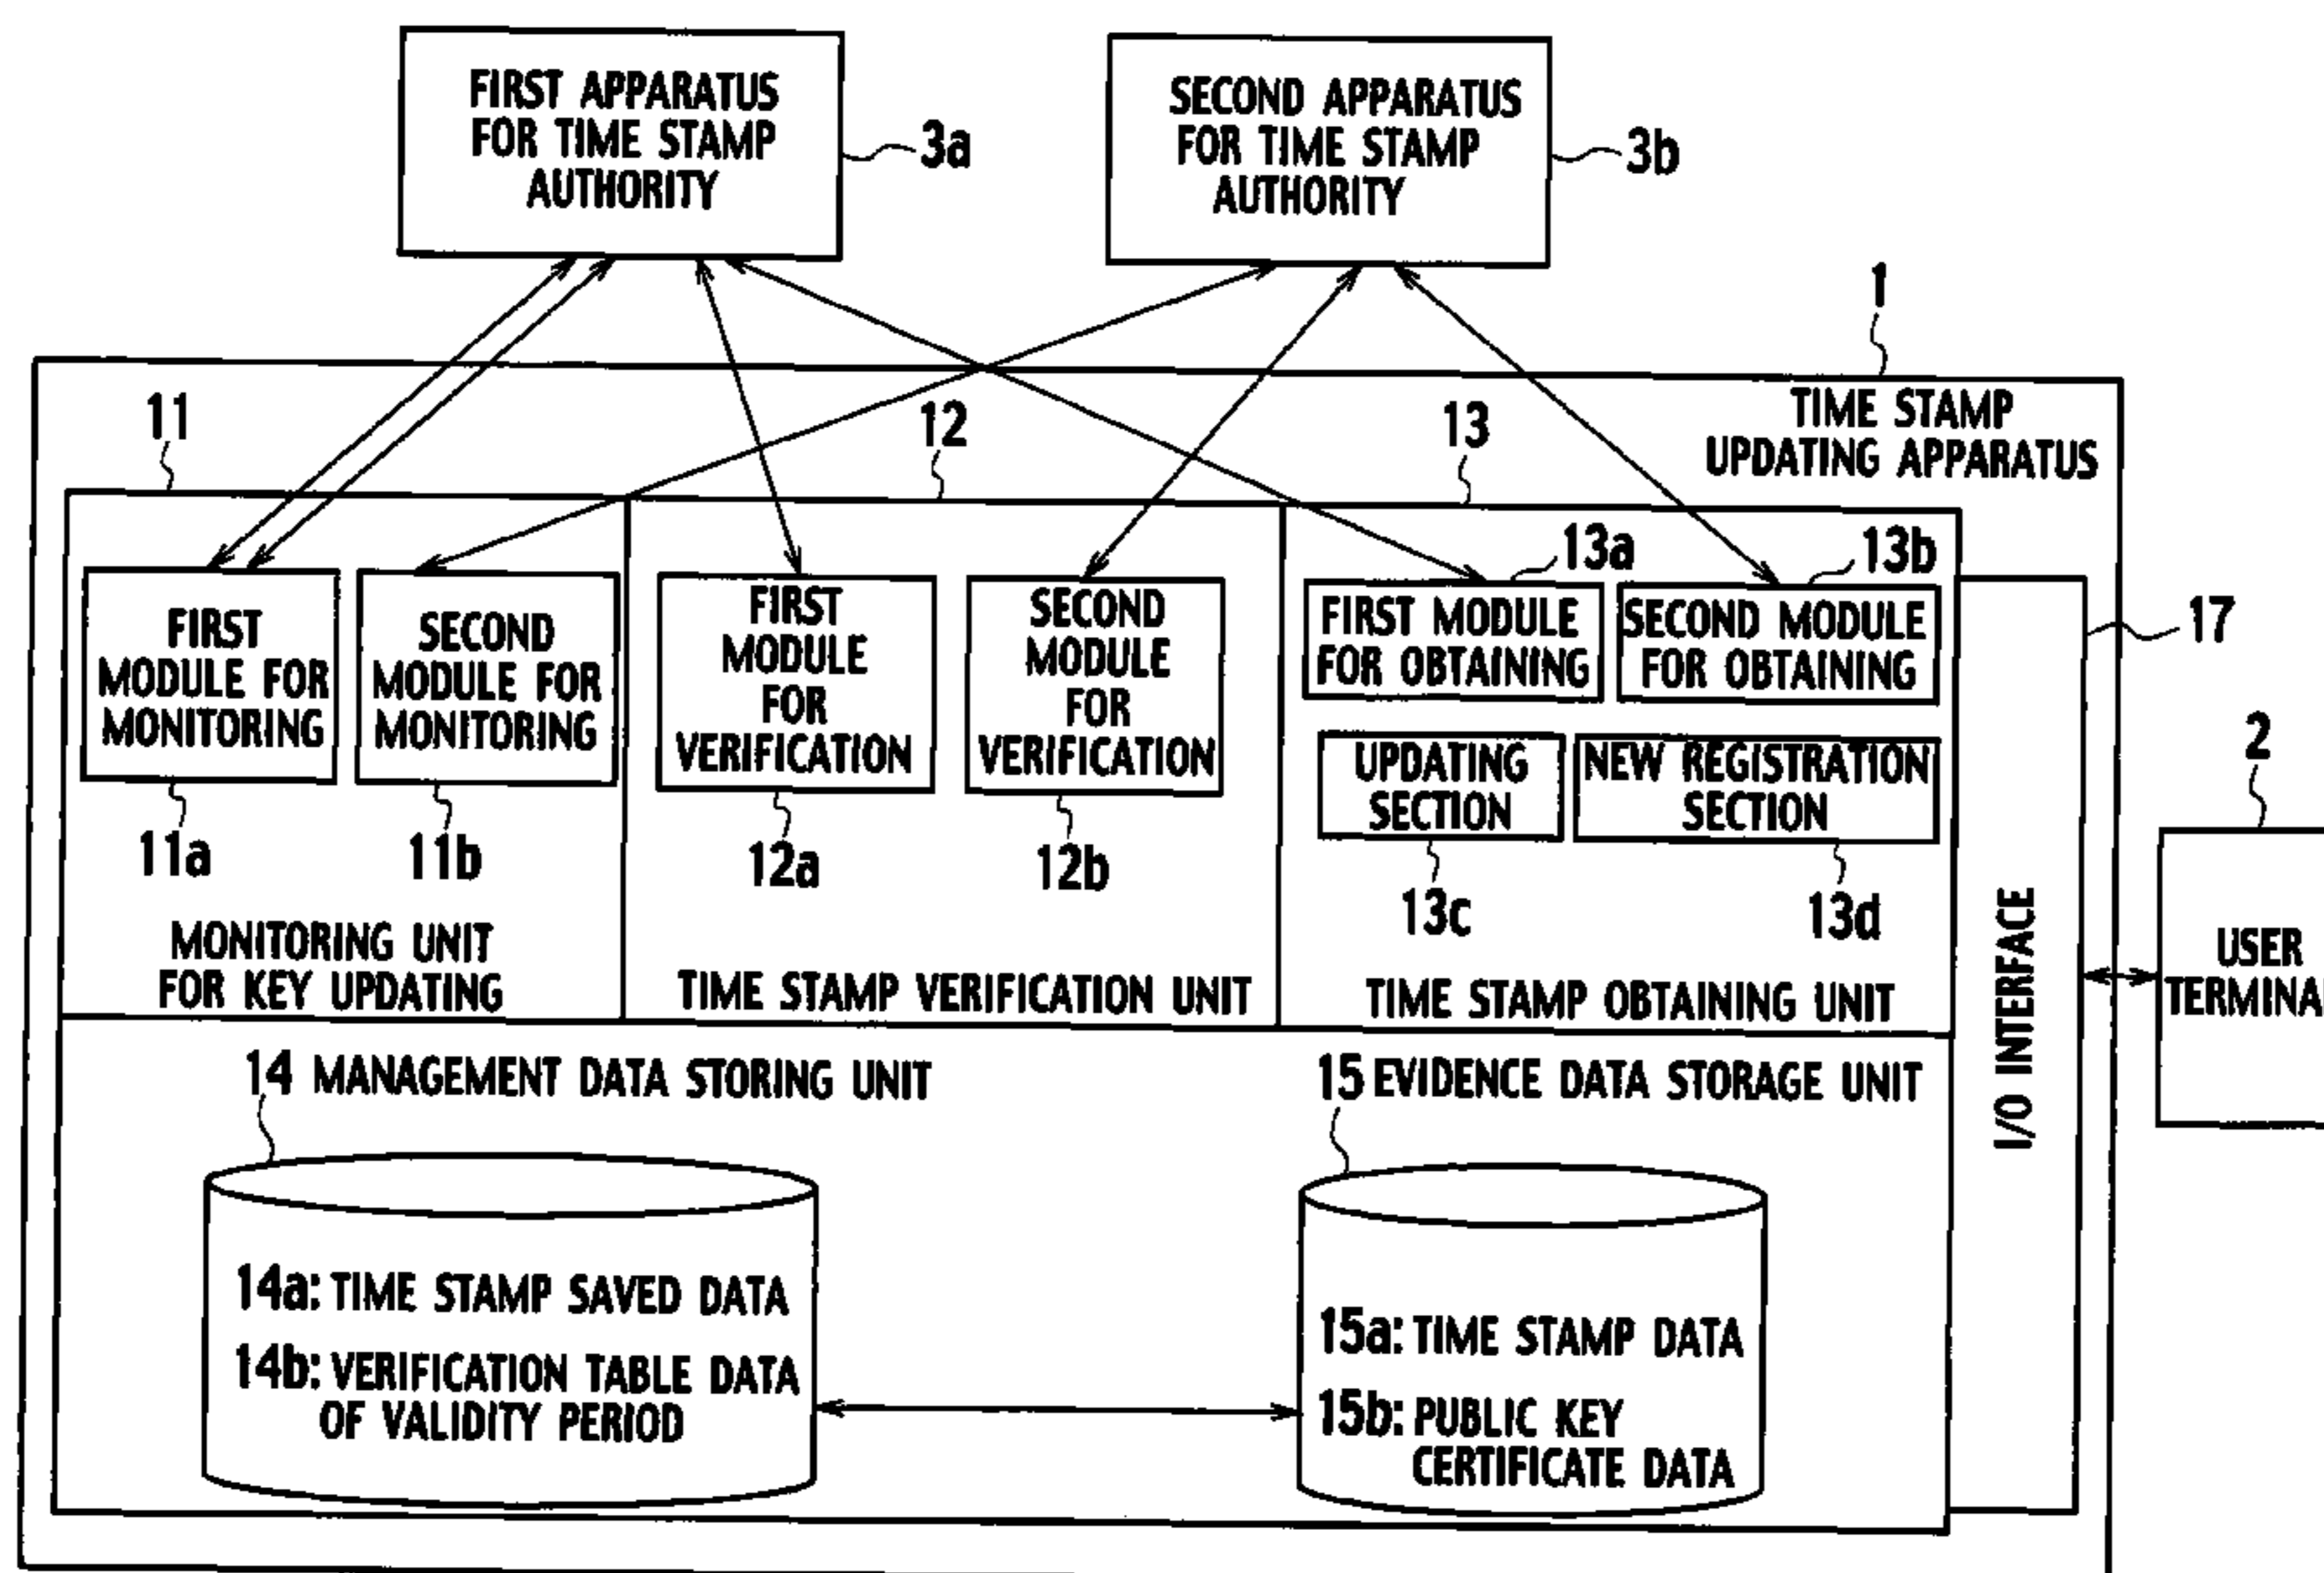 FIRST APPARATUS
FOR TIME STAMP
AUTHORITY
3a
SECOND APPARATUS
FOR TIME STAMP
AUTHORITY
3b
1
TIME STAMP
UPDATING APPARATUS
11
12
13
FIRST
MODULE FOR
MONITORING
11a
SECOND
MODULE FOR
MONITORING
11b
MONITORING UNIT
FOR KEY UPDATING
FIRST
MODULE
FOR
VERIFICATION
12a
SECOND
MODULE
FOR
VERIFICATION
12b
TIME STAMP VERIFICATION UNIT
13a
FIRST MODULE
FOR OBTAINING
13b
SECOND MODULE
FOR OBTAINING
UPDATING
SECTION
13c
NEW REGISTRATION
SECTION
13d
TIME STAMP OBTAINING UNIT
17
I/O INTERFACE
2
USER
TERMINA
14 MANAGEMENT DATA STORING UNIT
14a: TIME STAMP SAVED DATA
14b: VERIFICATION TABLE DATA
OF VALIDITY PERIOD
15 EVIDENCE DATA STORAGE UNIT
15a: TIME STAMP DATA
15b: PUBLIC KEY
CERTIFICATE DATA